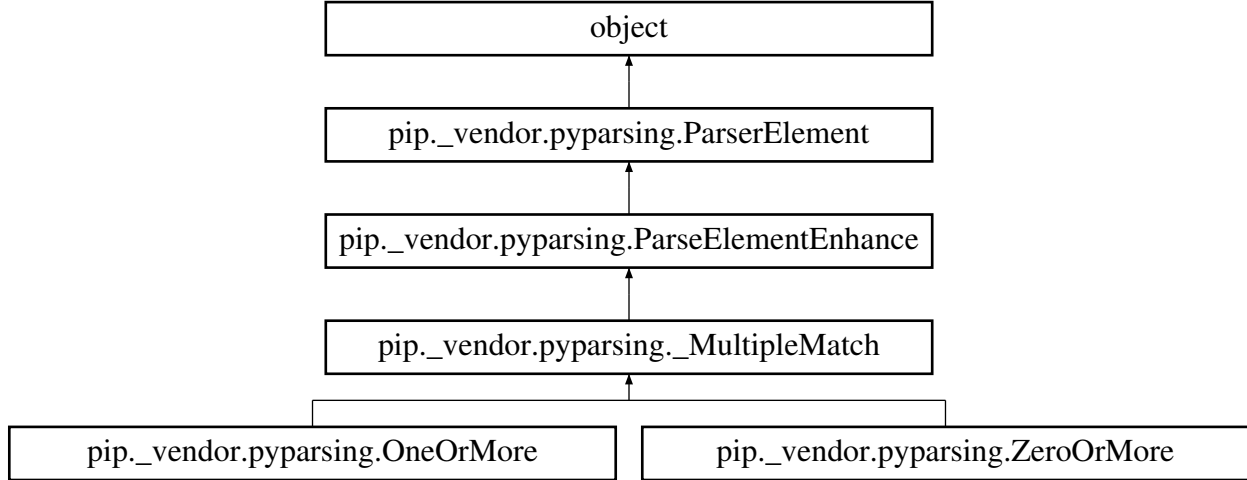 object
pip._vendor.pyparsing.ParserElement
pip._vendor.pyparsing.ParseElementEnhance
pip._vendor.pyparsing._MultipleMatch
pip._vendor.pyparsing.OneOrMore
pip._vendor.pyparsing.ZeroOrMore